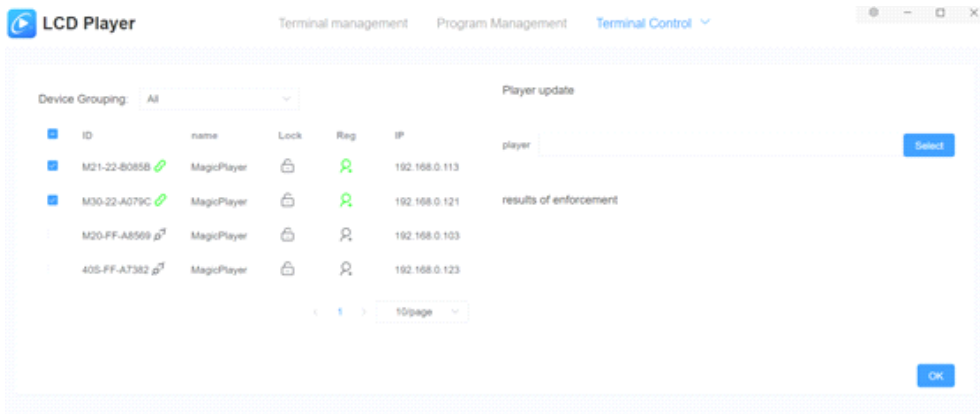 LCD Player
Terminal management Program Management Terminal Control
Device Grouping: All
ID name Lock Reg IP
M21-22-B085B MagicPlayer 192.168.0.113
M30-22-A079C MagicPlayer 192.168.0.121
M20-FF-A8569 MagicPlayer 192.168.0.103
40S-FF-A7382 MagicPlayer 192.168.0.123
1 10/page
Player update
player Select
results of enforcement
OK